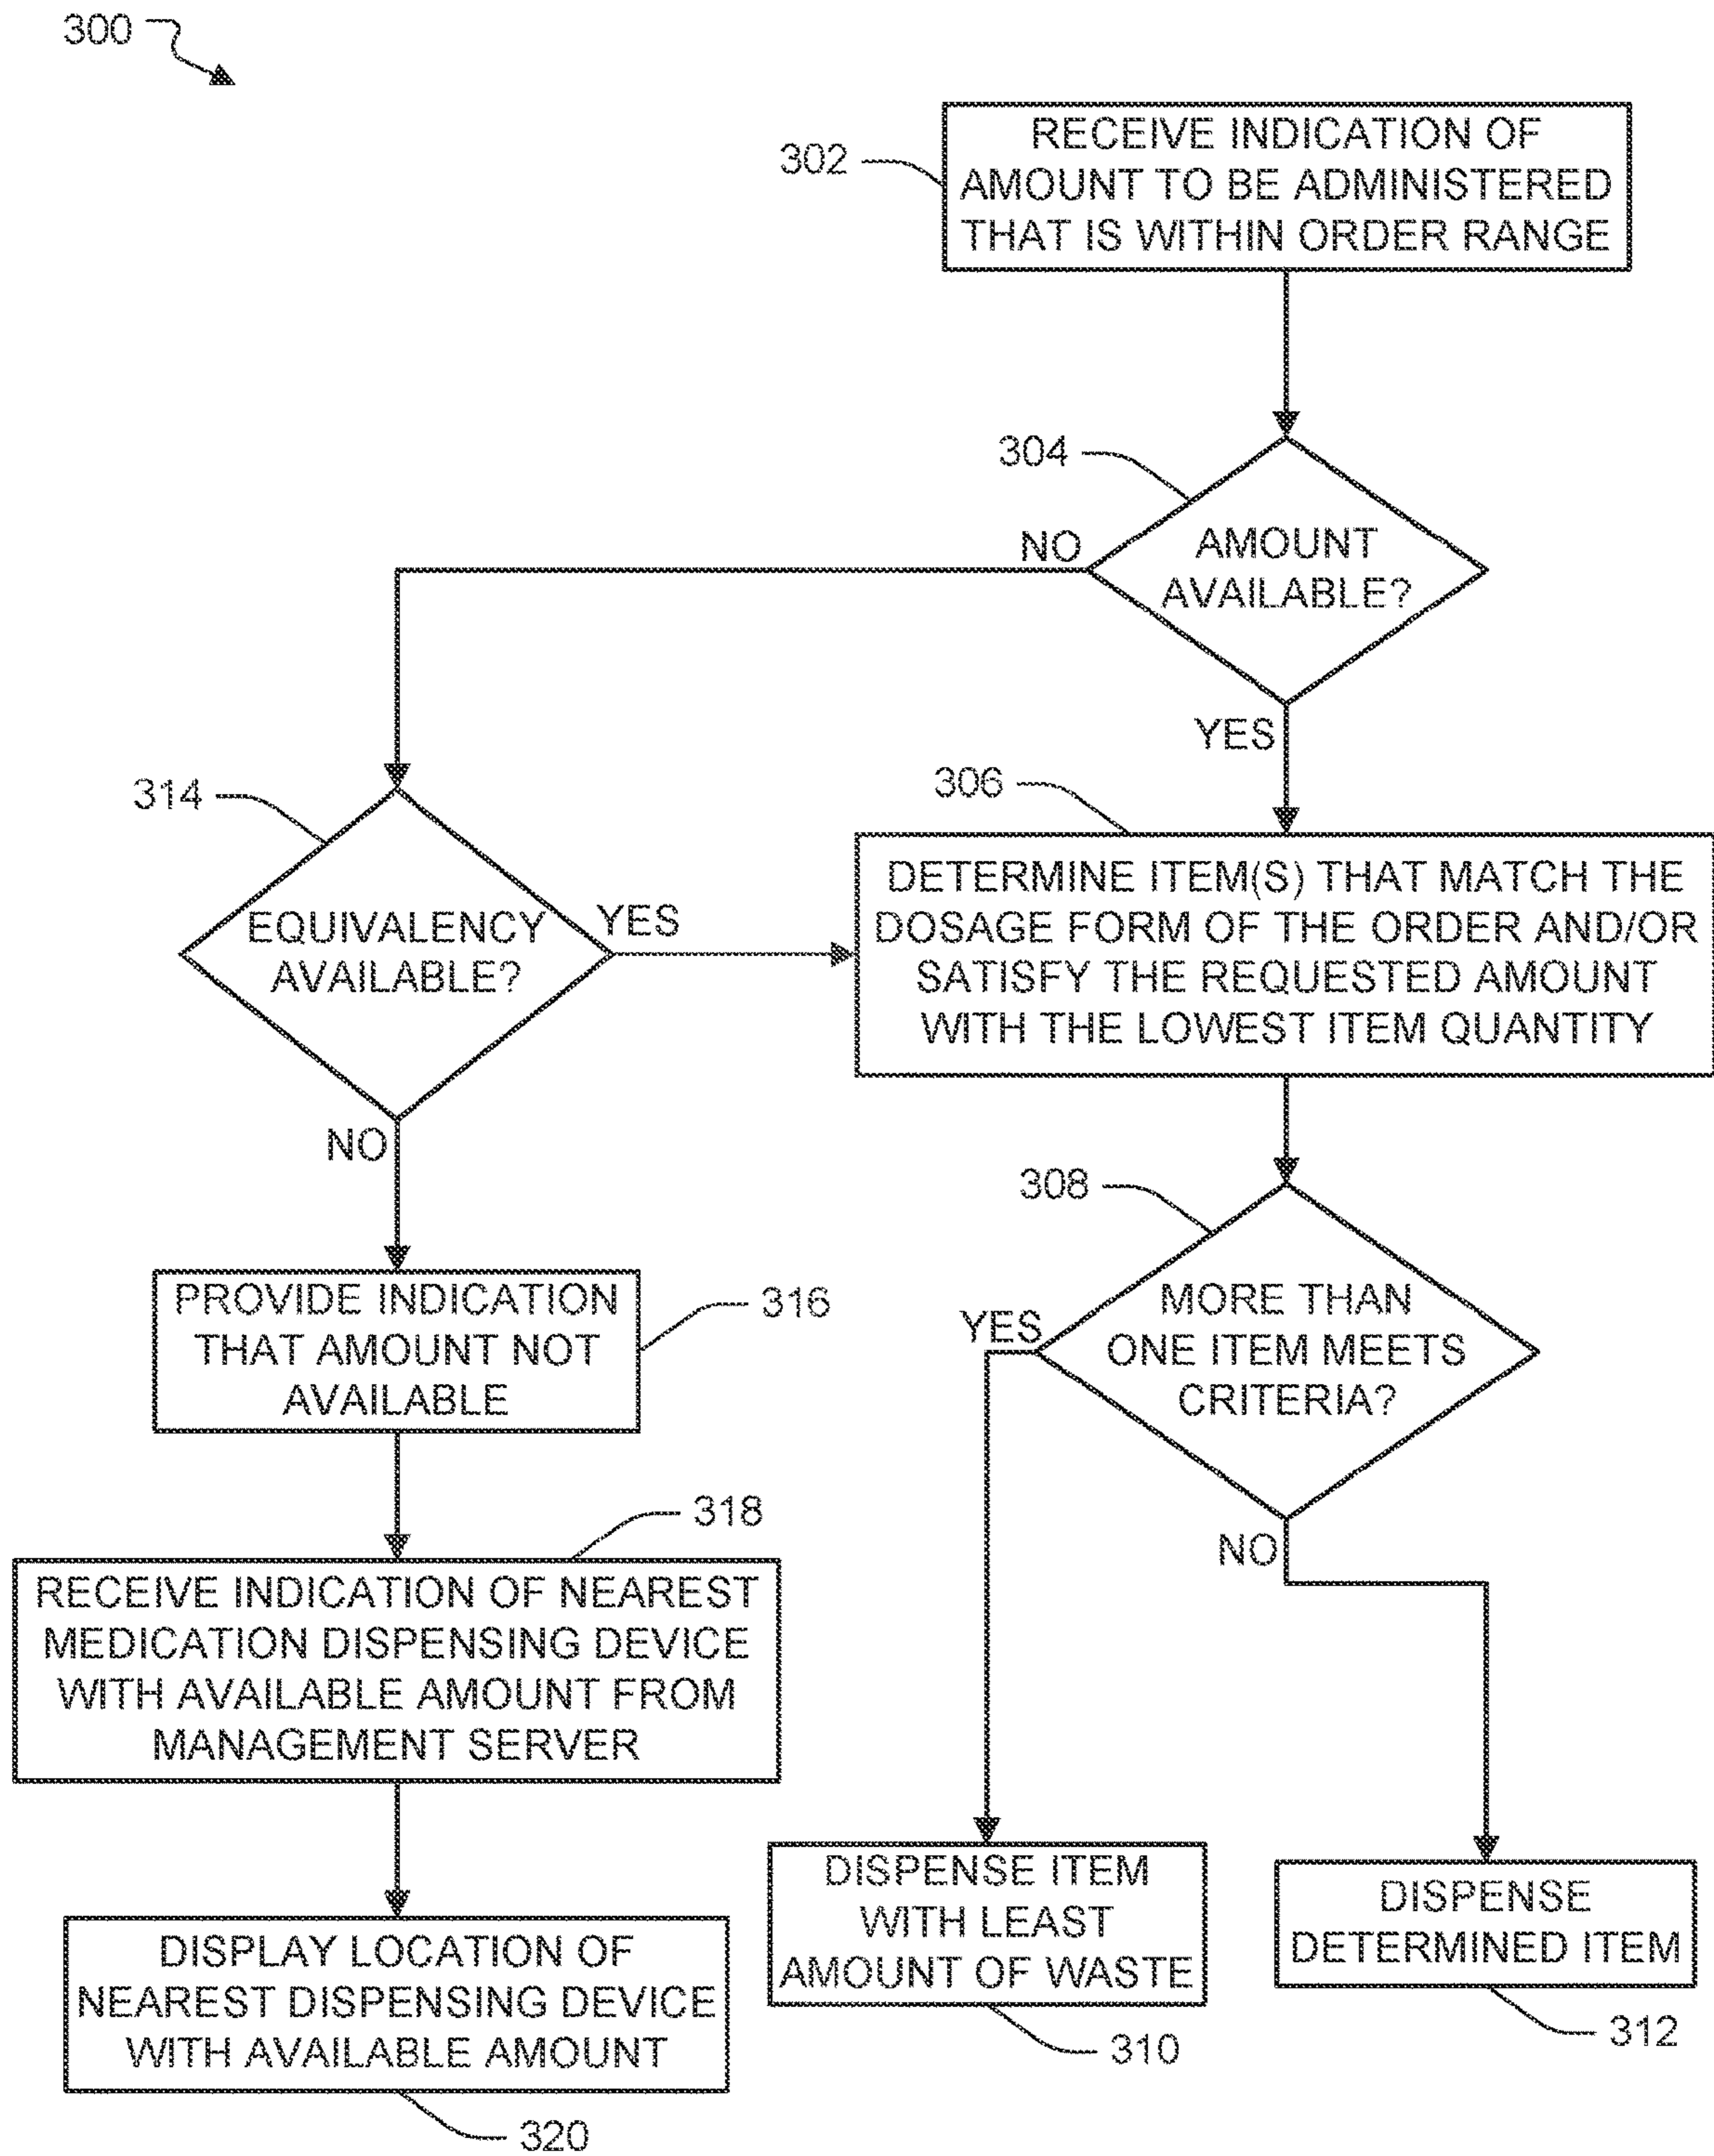 300
302
RECEIVE INDICATION OF
AMOUNT TO BE ADMINISTERED
THAT IS WITHIN ORDER RANGE
304
AMOUNT
AVAILABLE?
NO
YES
314
EQUIVALENCY
AVAILABLE?
YES
NO
306
DETERMINE ITEM(S) THAT MATCH THE
DOSAGE FORM OF THE ORDER AND/OR
SATISFY THE REQUESTED AMOUNT
WITH THE LOWEST ITEM QUANTITY
308
MORE THAN
ONE ITEM MEETS
CRITERIA?
YES
NO
PROVIDE INDICATION
THAT AMOUNT NOT
AVAILABLE
316
318
RECEIVE INDICATION OF NEAREST
MEDICATION DISPENSING DEVICE
WITH AVAILABLE AMOUNT FROM
MANAGEMENT SERVER
DISPLAY LOCATION OF
NEAREST DISPENSING DEVICE
WITH AVAILABLE AMOUNT
320
DISPENSE ITEM
WITH LEAST
AMOUNT OF WASTE
310
DISPENSE
DETERMINED ITEM
312